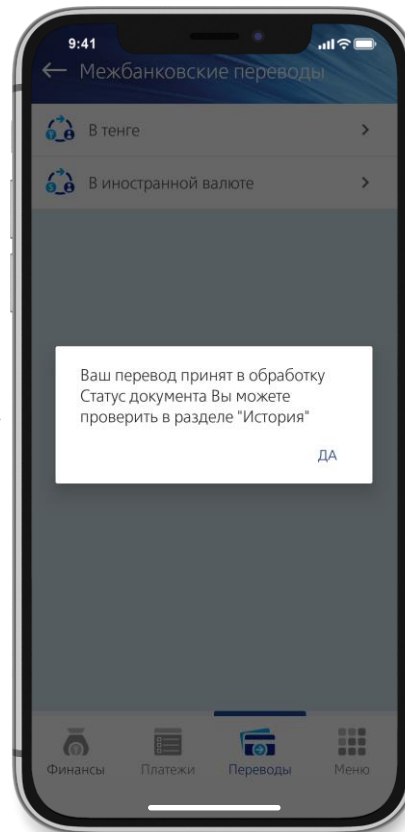 9:41
Межбанковские переводы
В тенге
В иностранной валюте
Ваш перевод принят в обработку
Статус документа Вы можете
проверить в разделе "История"
ДА
Финансы Платежи Переводы Меню